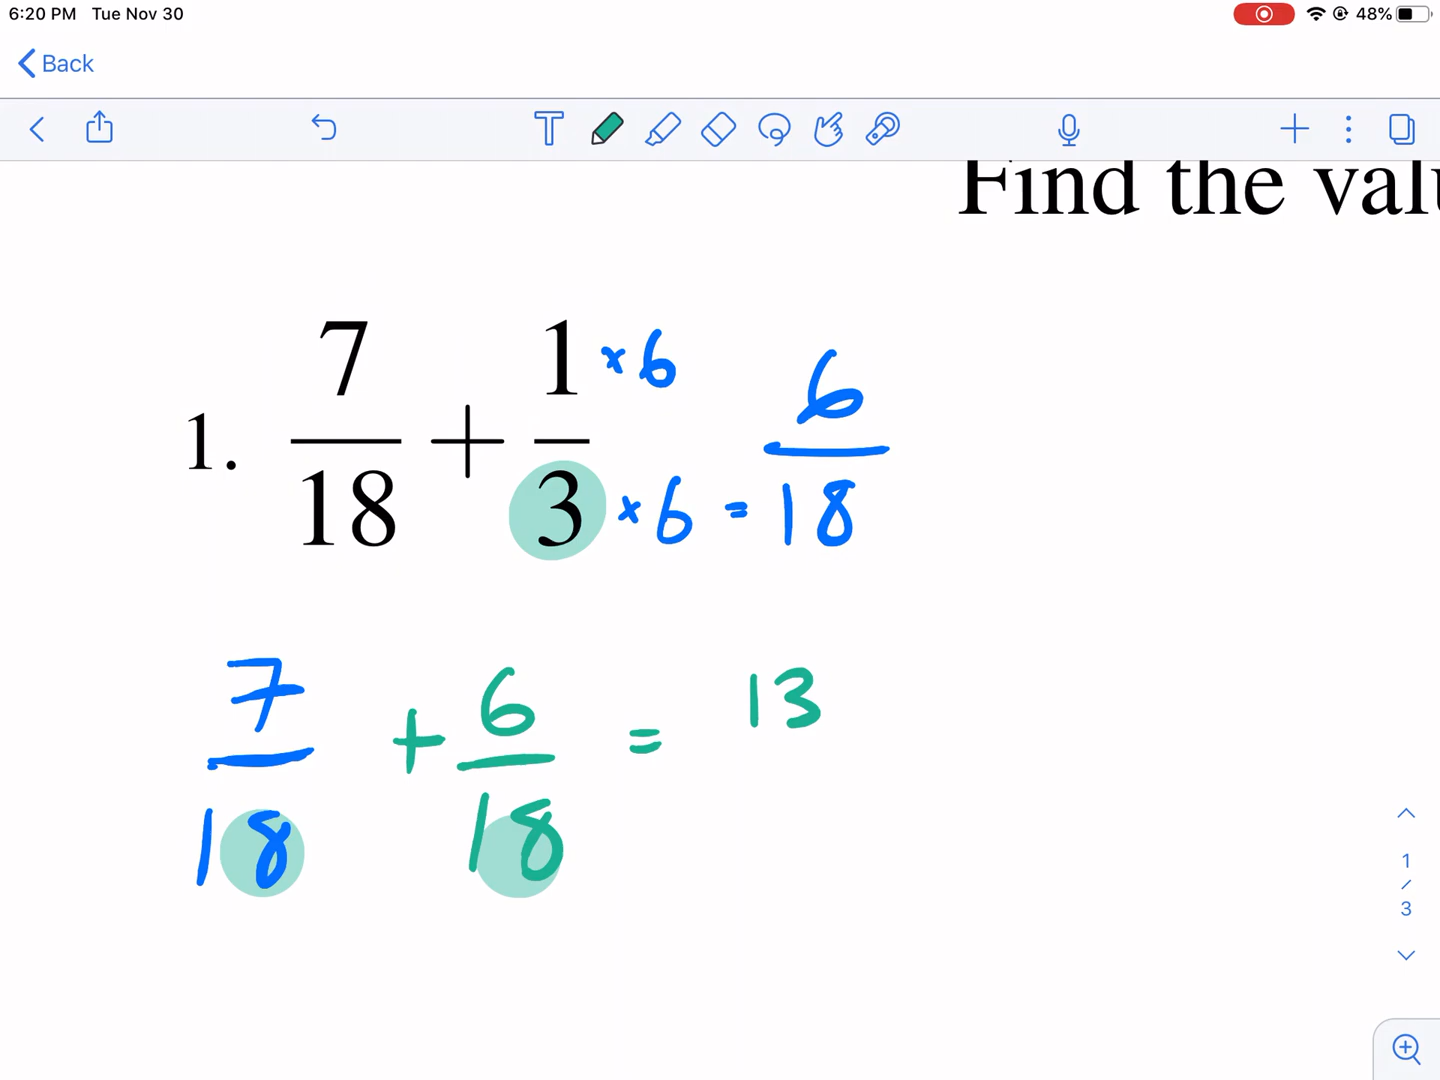 6:20 PM Tue Nov 30 48%
Back
T
Find the
1. 7/18 + 1/3 ×6 ×6 = 6/18
7/18 + 6/18 = 13
1
/
3